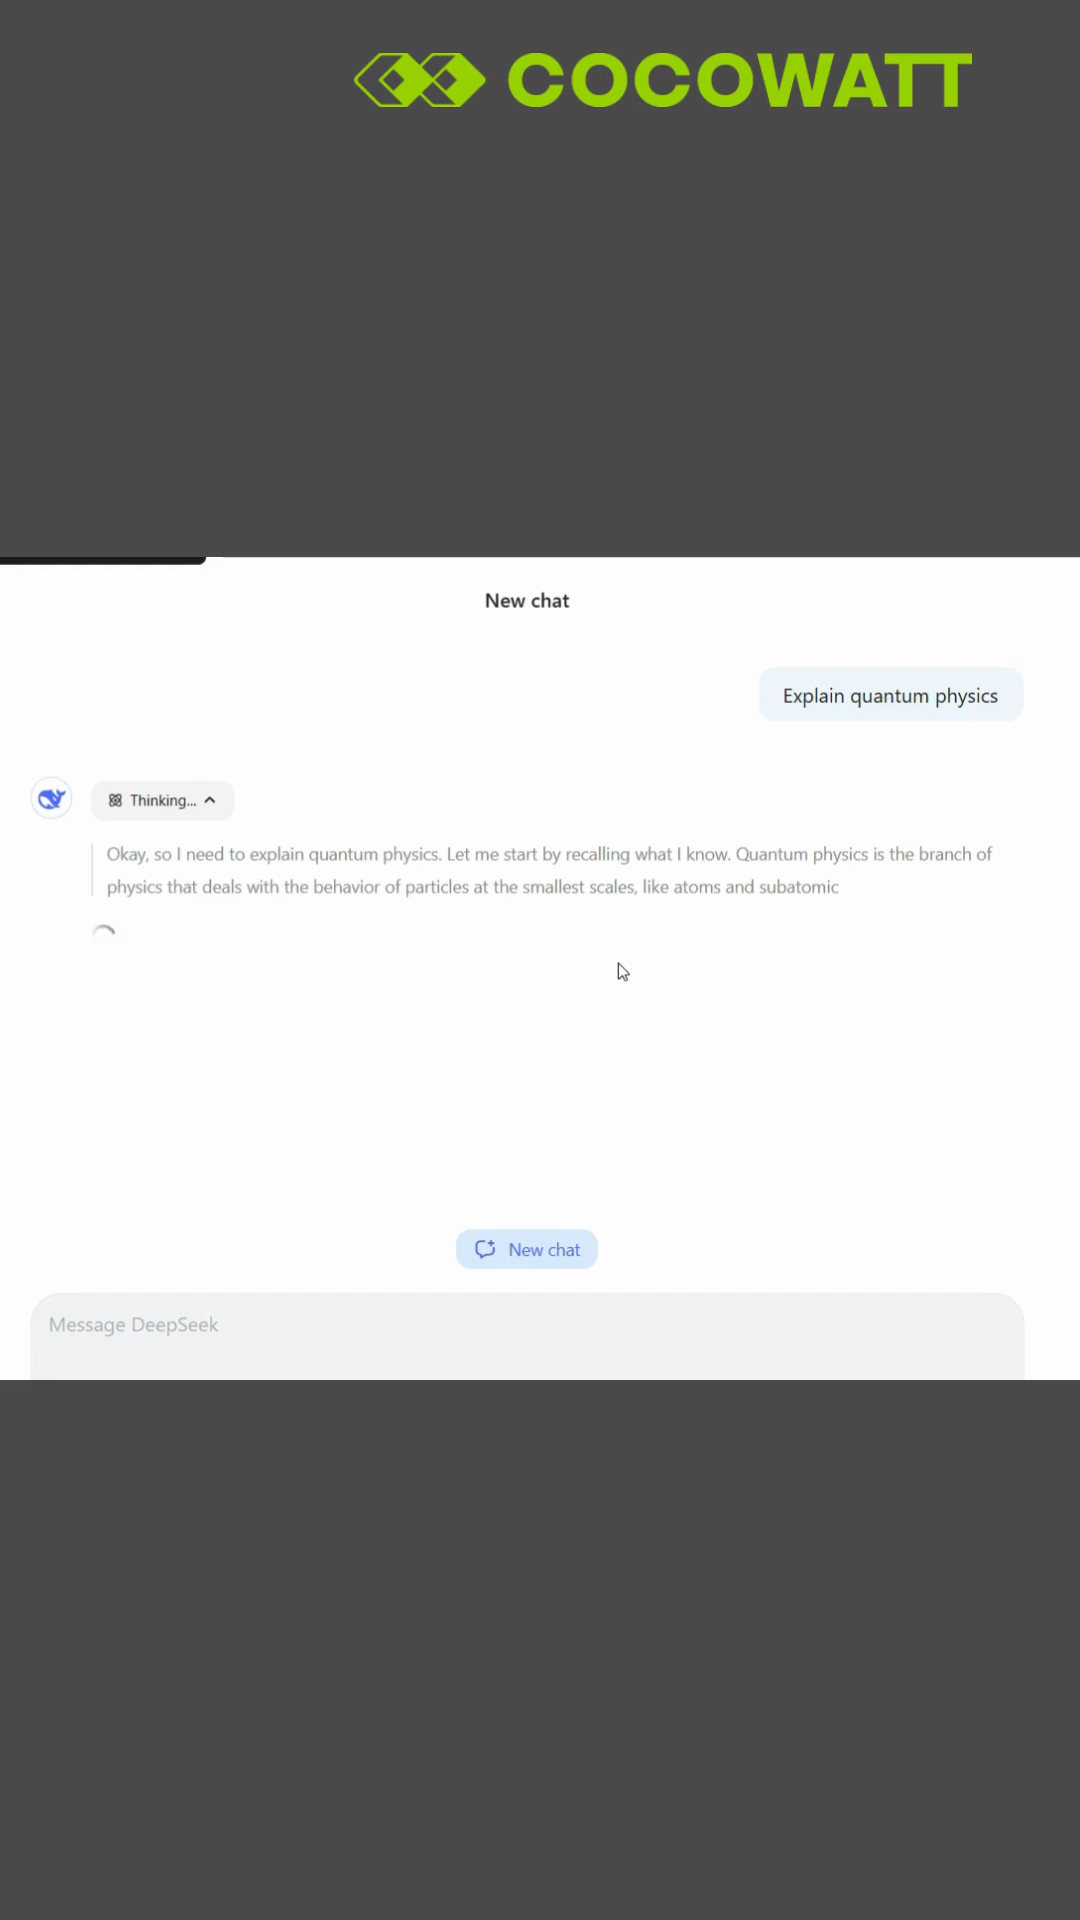 COCOWATT
New chat
Explain quantum physics
Thinking...
Okay, so I need to explain quantum physics. Let me start by recalling what I know. Quantum physics is the branch of
physics that deals with the behavior of particles at the smallest scales, like atoms and subatomic
New chat
Message DeepSeek